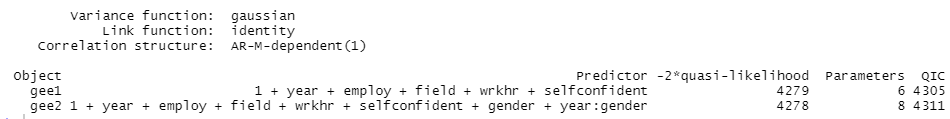 Variance function: gaussian
Link function: identity
Correlation structure: AR-M-dependent(1)
Object Predictor -2*quasi-likelihood Parameters QIC
gee1 1 + year + employ + field + wrkhr + selfconfident 4279 6 4305
gee2 1 + year + employ + field + wrkhr + selfconfident + gender + year:gender 4278 8 4311